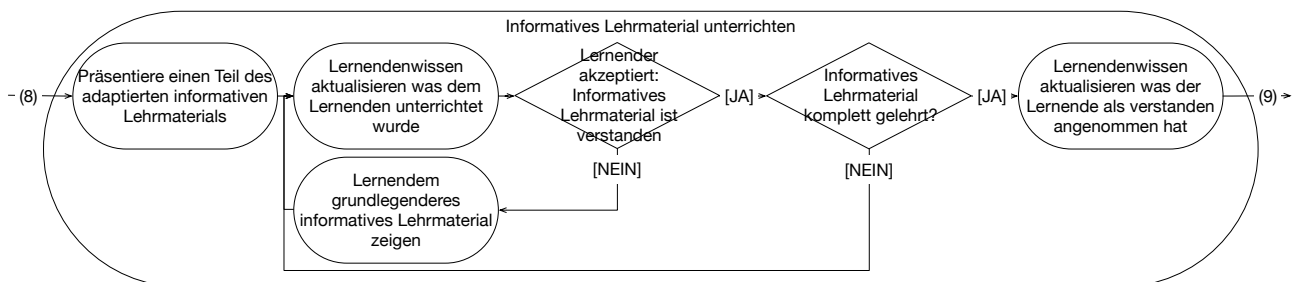 Informatives Lehrmaterial unterrichten
- (8)
Präsentiere einen Teil des
adaptierten informativen
Lehrmaterials
Lernendenwissen
aktualisieren was dem
Lernenden unterrichtet
wurde
Lernender
akzeptiert:
Informatives
Lehrmaterial ist
verstanden
[JA]
Informatives
Lehrmaterial
komplett gelehrt?
[JA]
Lernendenwissen
aktualisieren was der
Lernende als verstanden
angenommen hat
(9)
[NEIN]
[NEIN]
Lernendem
grundlegenderes
informatives Lehrmaterial
zeigen